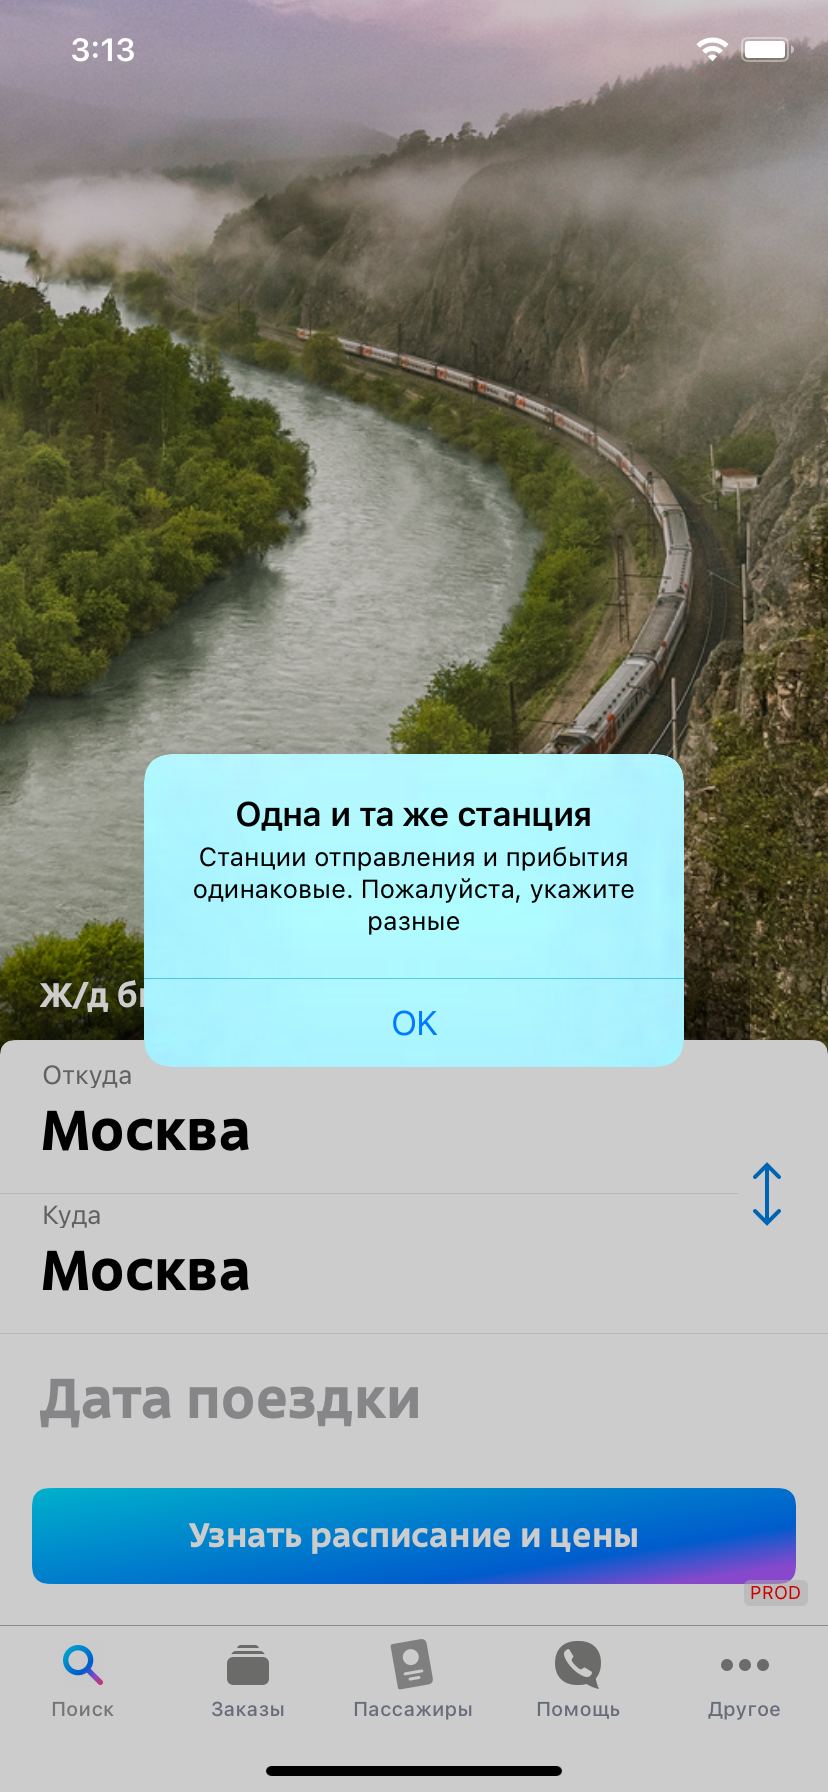 3:13
Одна и та же станция
Станции отправления и прибытия
одинаковые. Пожалуйста, укажите
разные
Ж/д
OK
Откуда
Москва
Куда
Москва
Дата поездки
Узнать расписание и цены
PROD
Поиск
Заказы
Пассажиры
Помощь
Другое